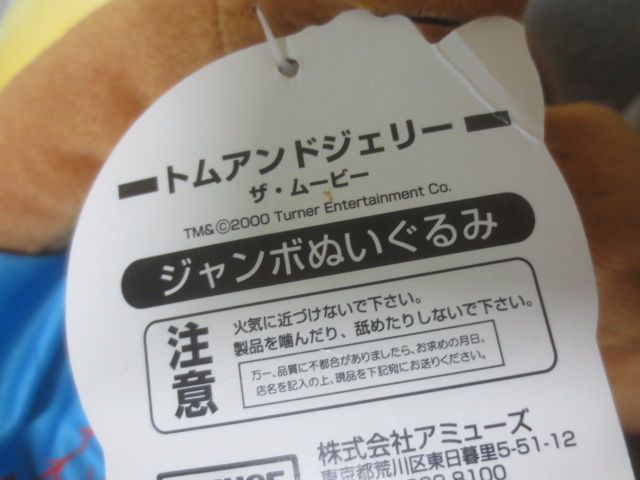 トムアンドジェリー
ザ・ムービー
TM&©2000 Turner Entertainment Co.
ジャンボぬいぐるみ
注意
火気に近づけないで下さい。
製品を噛んだり、舐めたりしないで下さい。
万一、品質に不都合がありましたら、お求めの月日、
店名を記入の上、現品を下記宛にお送りください。
株式会社アミューズ
東京都荒川区東日暮里5-51-12
8100